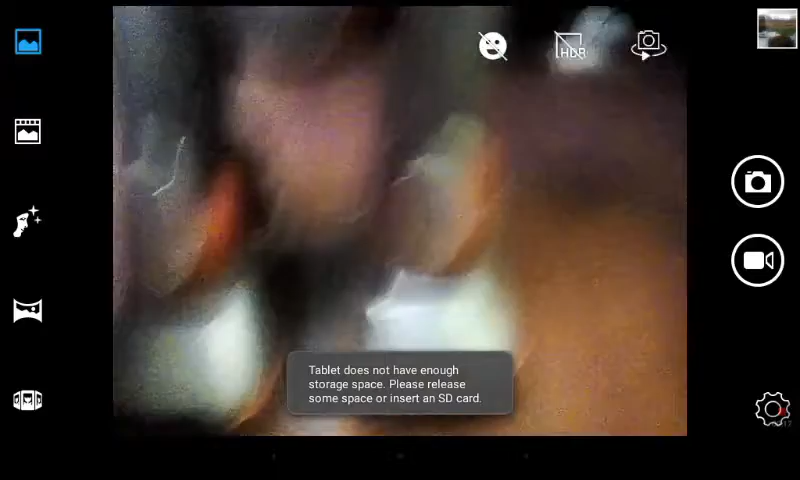 HDR
Tablet does not have enough
storage space. Please release
some space or insert an SD card.